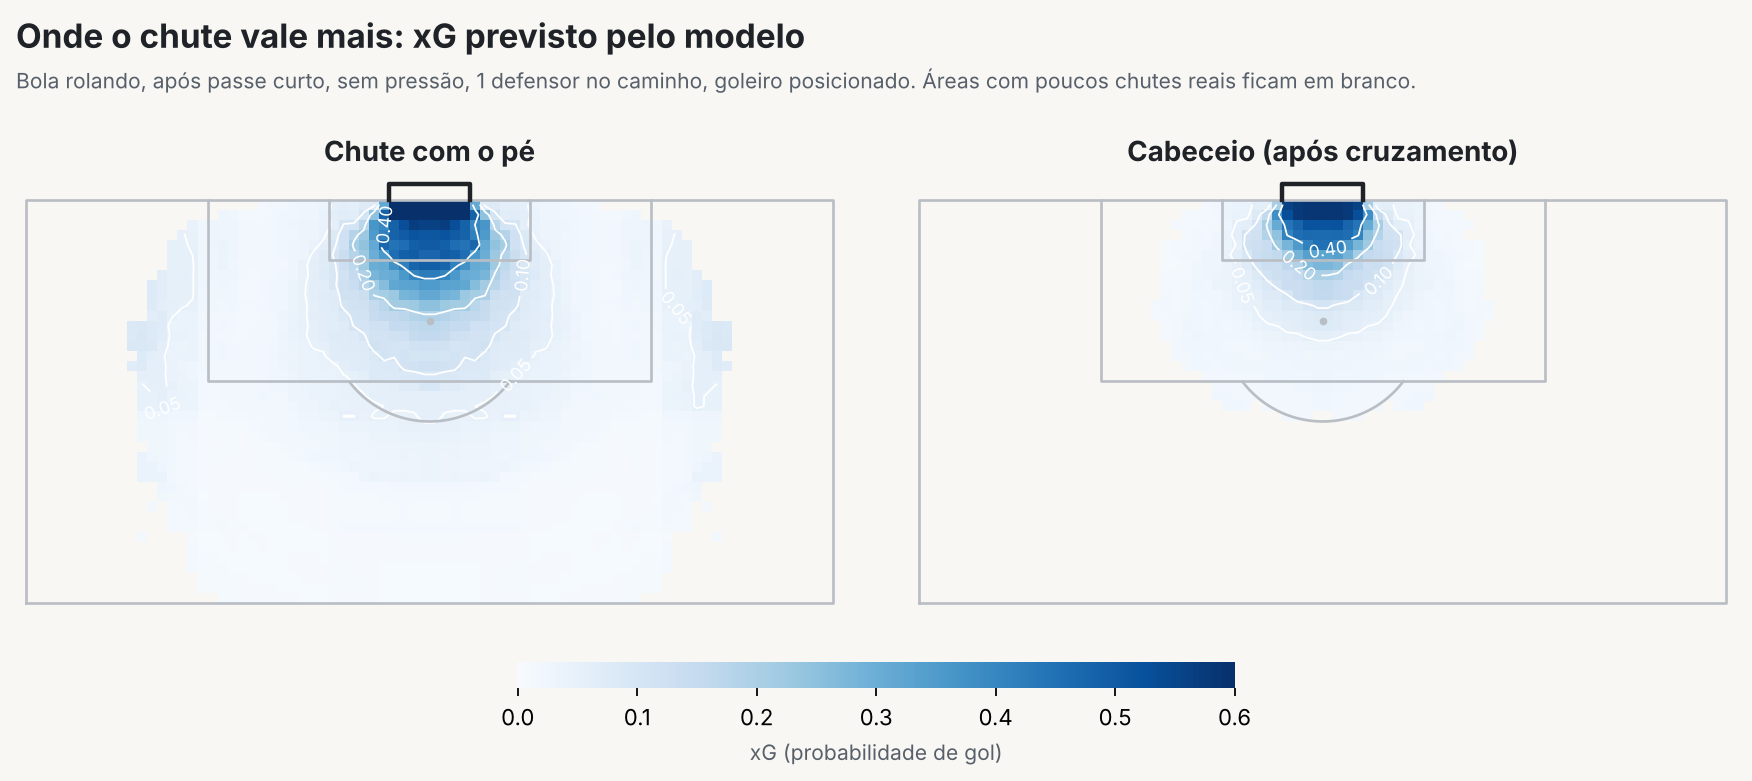 Onde o chute vale mais: xG previsto pelo modelo
Bola rolando, após passe curto, sem pressão, 1 defensor no caminho, goleiro posicionado. Áreas com poucos chutes reais ficam em branco.
Chute com o pé
0.40
0.20
0.10
0.05
0.05
0.05
Cabeceio (após cruzamento)
0.40
0.20
0.10
0.05
0.0 0.1 0.2 0.3 0.4 0.5 0.6
xG (probabilidade de gol)